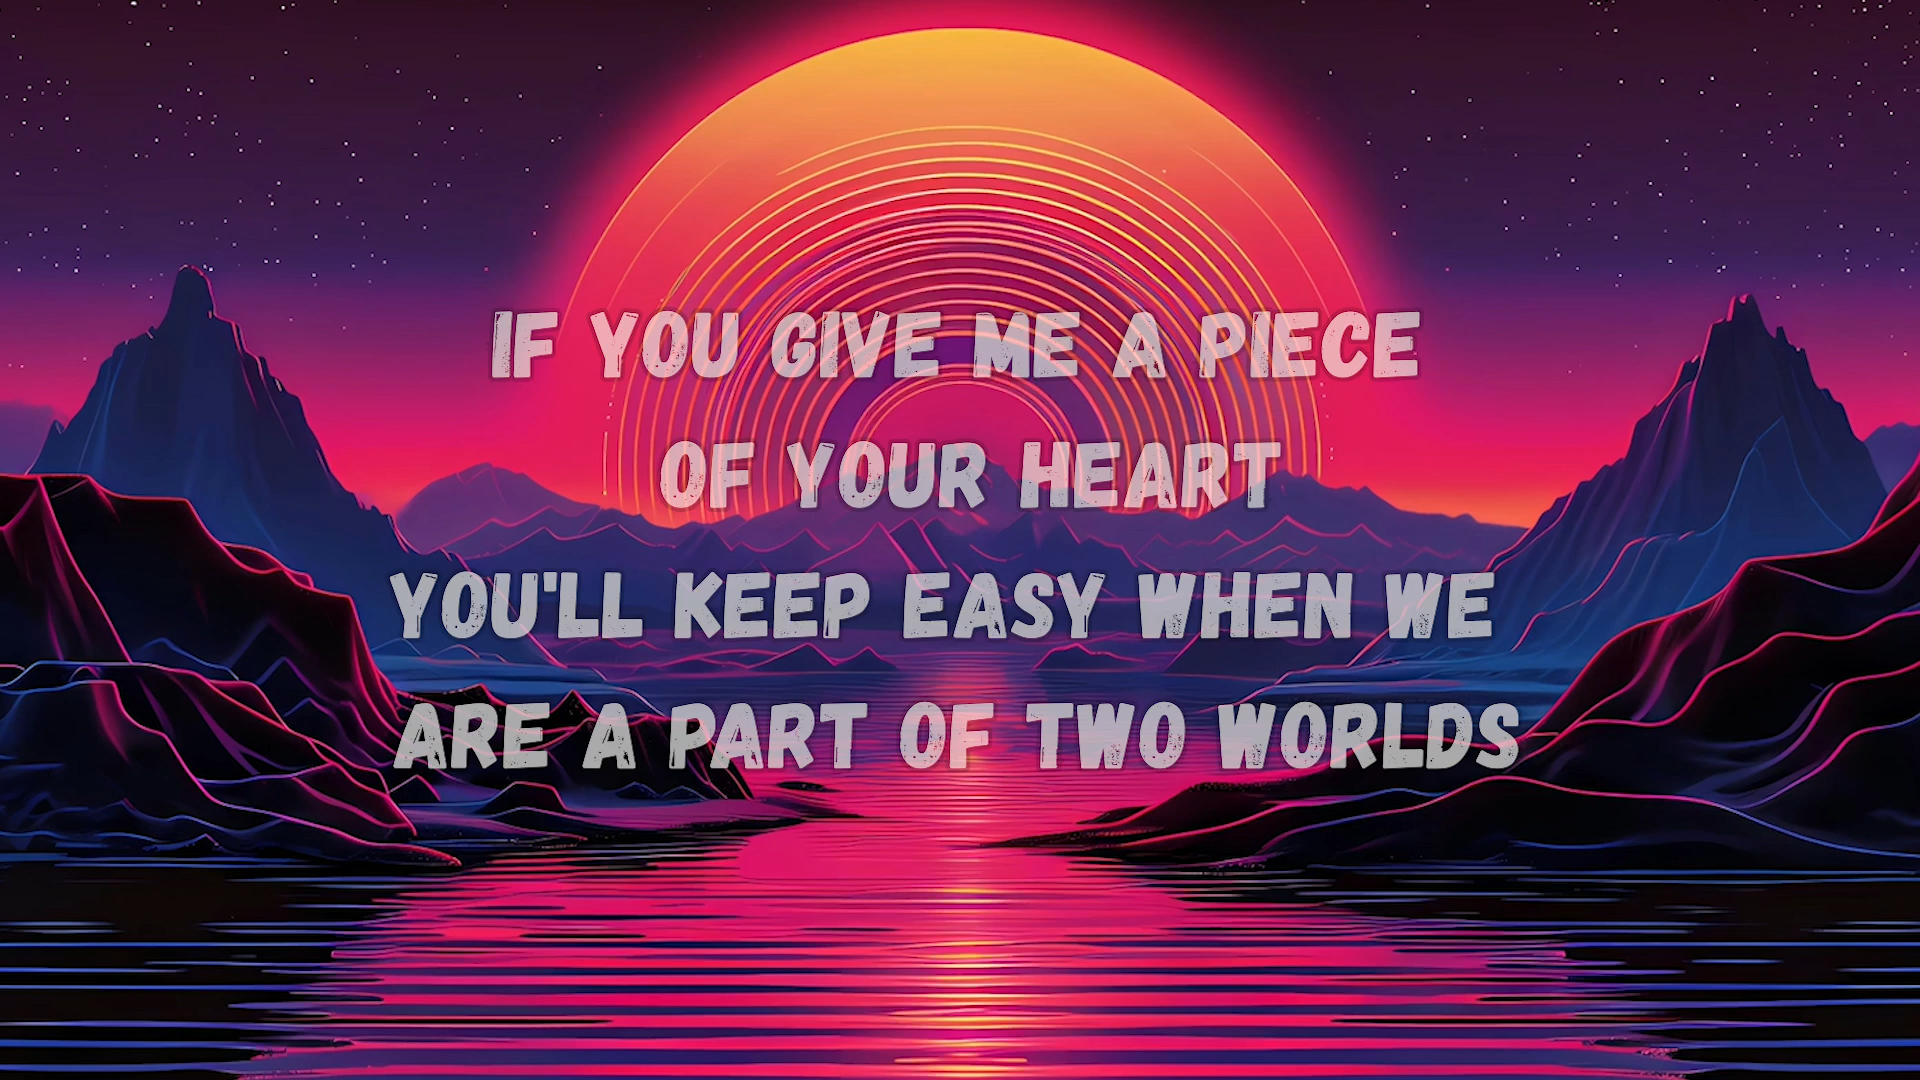 IF YOU GIVE ME A PIECE
OF YOUR HEART
YOU'LL KEEP EASY WHEN WE
ARE A PART OF TWO WORLDS